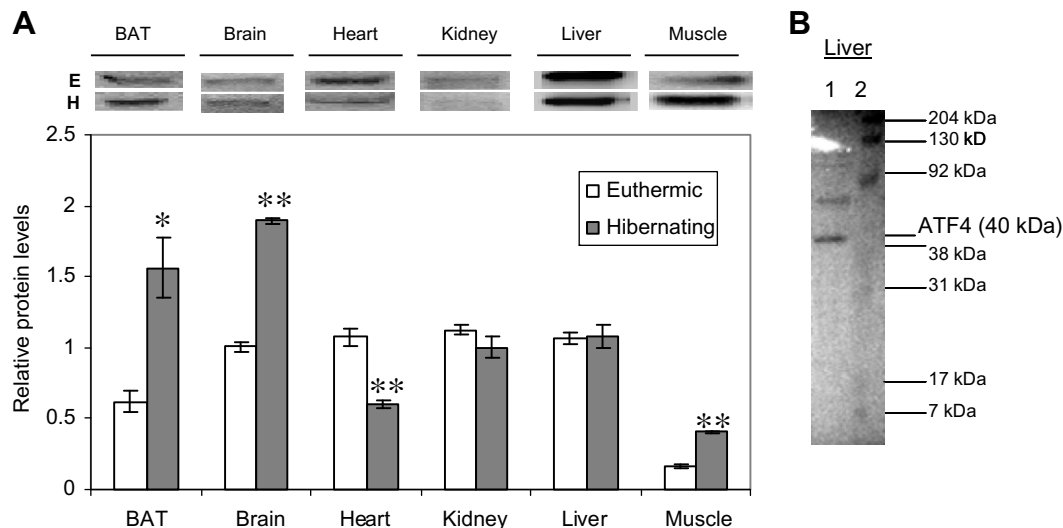 A
BAT Brain Heart Kidney Liver Muscle
E
H
2.5
2
1.5
1
0.5
0
Relative protein levels
Euthermic
Hibernating
*
**
**
**
BAT Brain Heart Kidney Liver Muscle
B
Liver
1 2
204 kDa
130 kD
92 kDa
ATF4 (40 kDa)
38 kDa
31 kDa
17 kDa
7 kDa